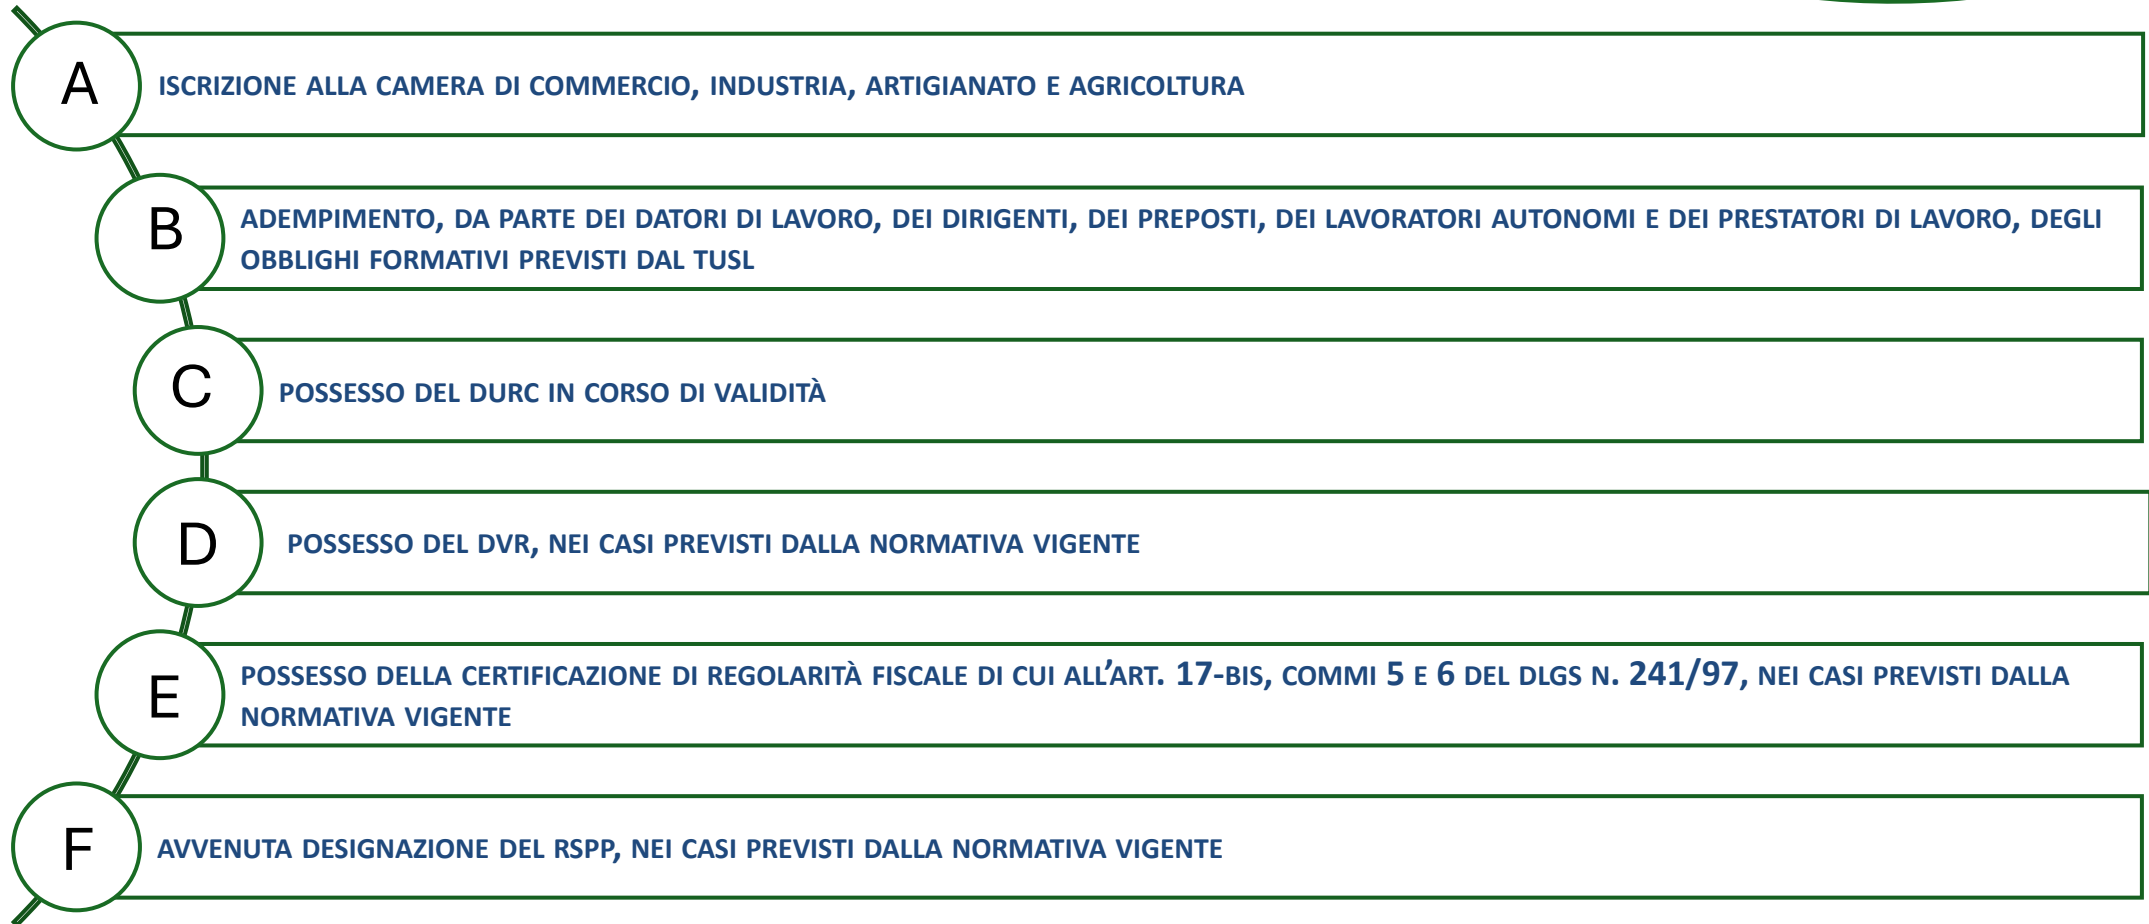 A
ISCRIZIONE ALLA CAMERA DI COMMERCIO, INDUSTRIA, ARTIGIANATO E AGRICOLTURA
B
ADEMPIMENTO, DA PARTE DEI DATORI DI LAVORO, DEI DIRIGENTI, DEI PREPOSTI, DEI LAVORATORI AUTONOMI E DEI PRESTATORI DI LAVORO, DEGLI
OBBLIGHI FORMATIVI PREVISTI DAL TUSL
C
POSSESSO DEL DURC IN CORSO DI VALIDITÀ
D
POSSESSO DEL DVR, NEI CASI PREVISTI DALLA NORMATIVA VIGENTE
E
POSSESSO DELLA CERTIFICAZIONE DI REGOLARITÀ FISCALE DI CUI ALL'ART. 17-BIS, COMMI 5 E 6 DEL DLGS N. 241/97, NEI CASI PREVISTI DALLA
NORMATIVA VIGENTE
F
AVVENUTA DESIGNAZIONE DEL RSPP, NEI CASI PREVISTI DALLA NORMATIVA VIGENTE